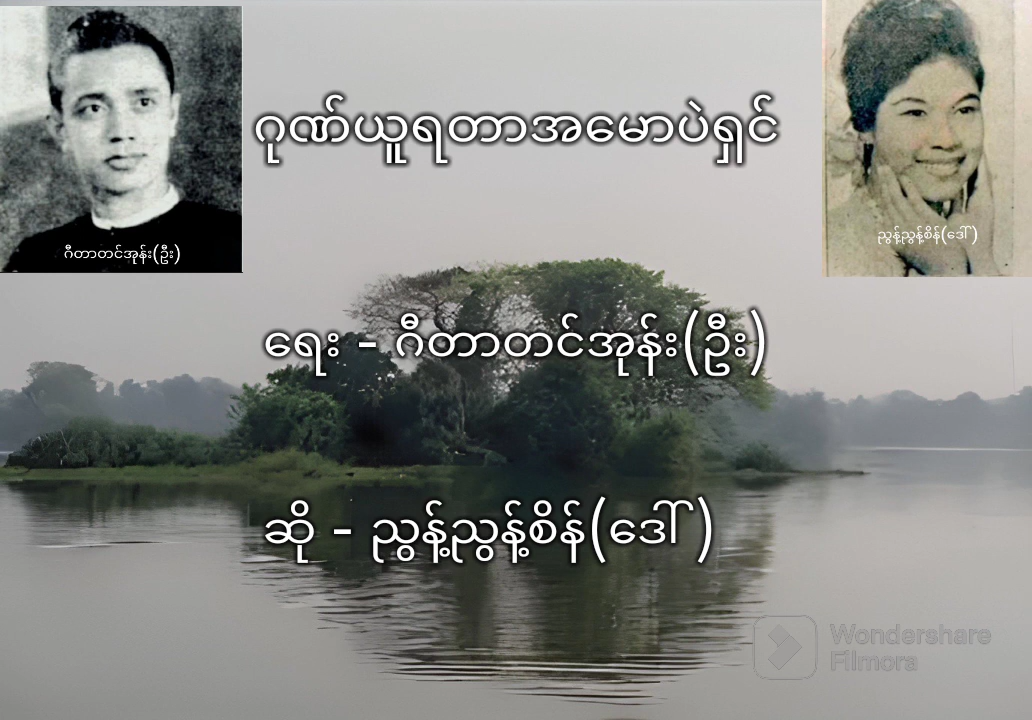 ဂုဏ်ယူရတာအမောပဲရှင်
ဂီတာတင်အုန်း(ဦး)
ညွန့်ညွန့်စိန်(ဒေါ်)
ရေး - ဂီတာတင်အုန်း(ဦး)
ဆို - ညွန့်ညွန့်စိန်(ဒေါ်)
Wondershare
Filmora